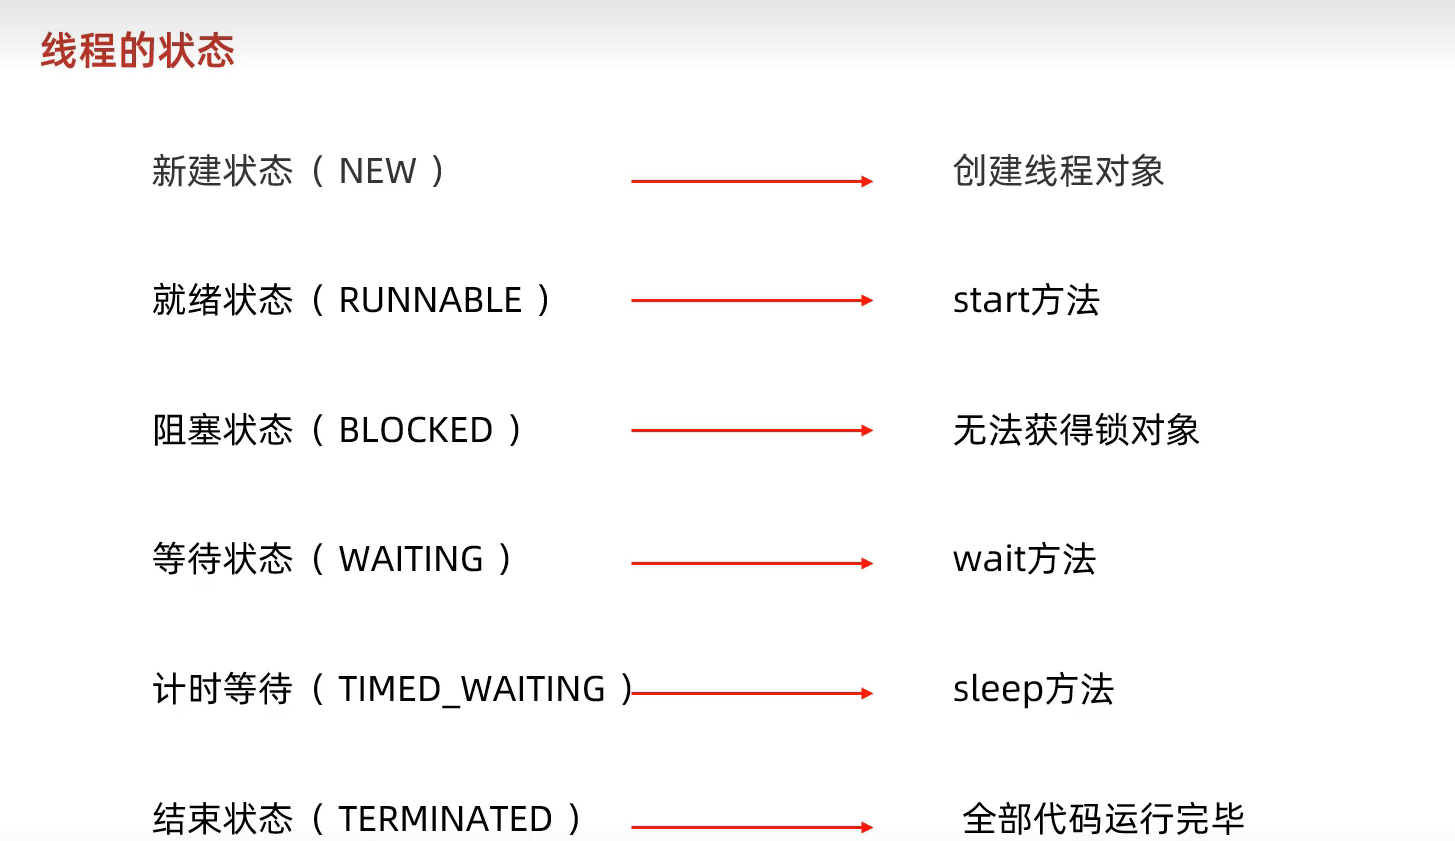 线程的状态
新建状态（ NEW ） 创建线程对象
就绪状态（ RUNNABLE ） start方法
阻塞状态（ BLOCKED ） 无法获得锁对象
等待状态（ WAITING ） wait方法
计时等待（ TIMED_WAITING ） sleep方法
结束状态（ TERMINATED ） 全部代码运行完毕